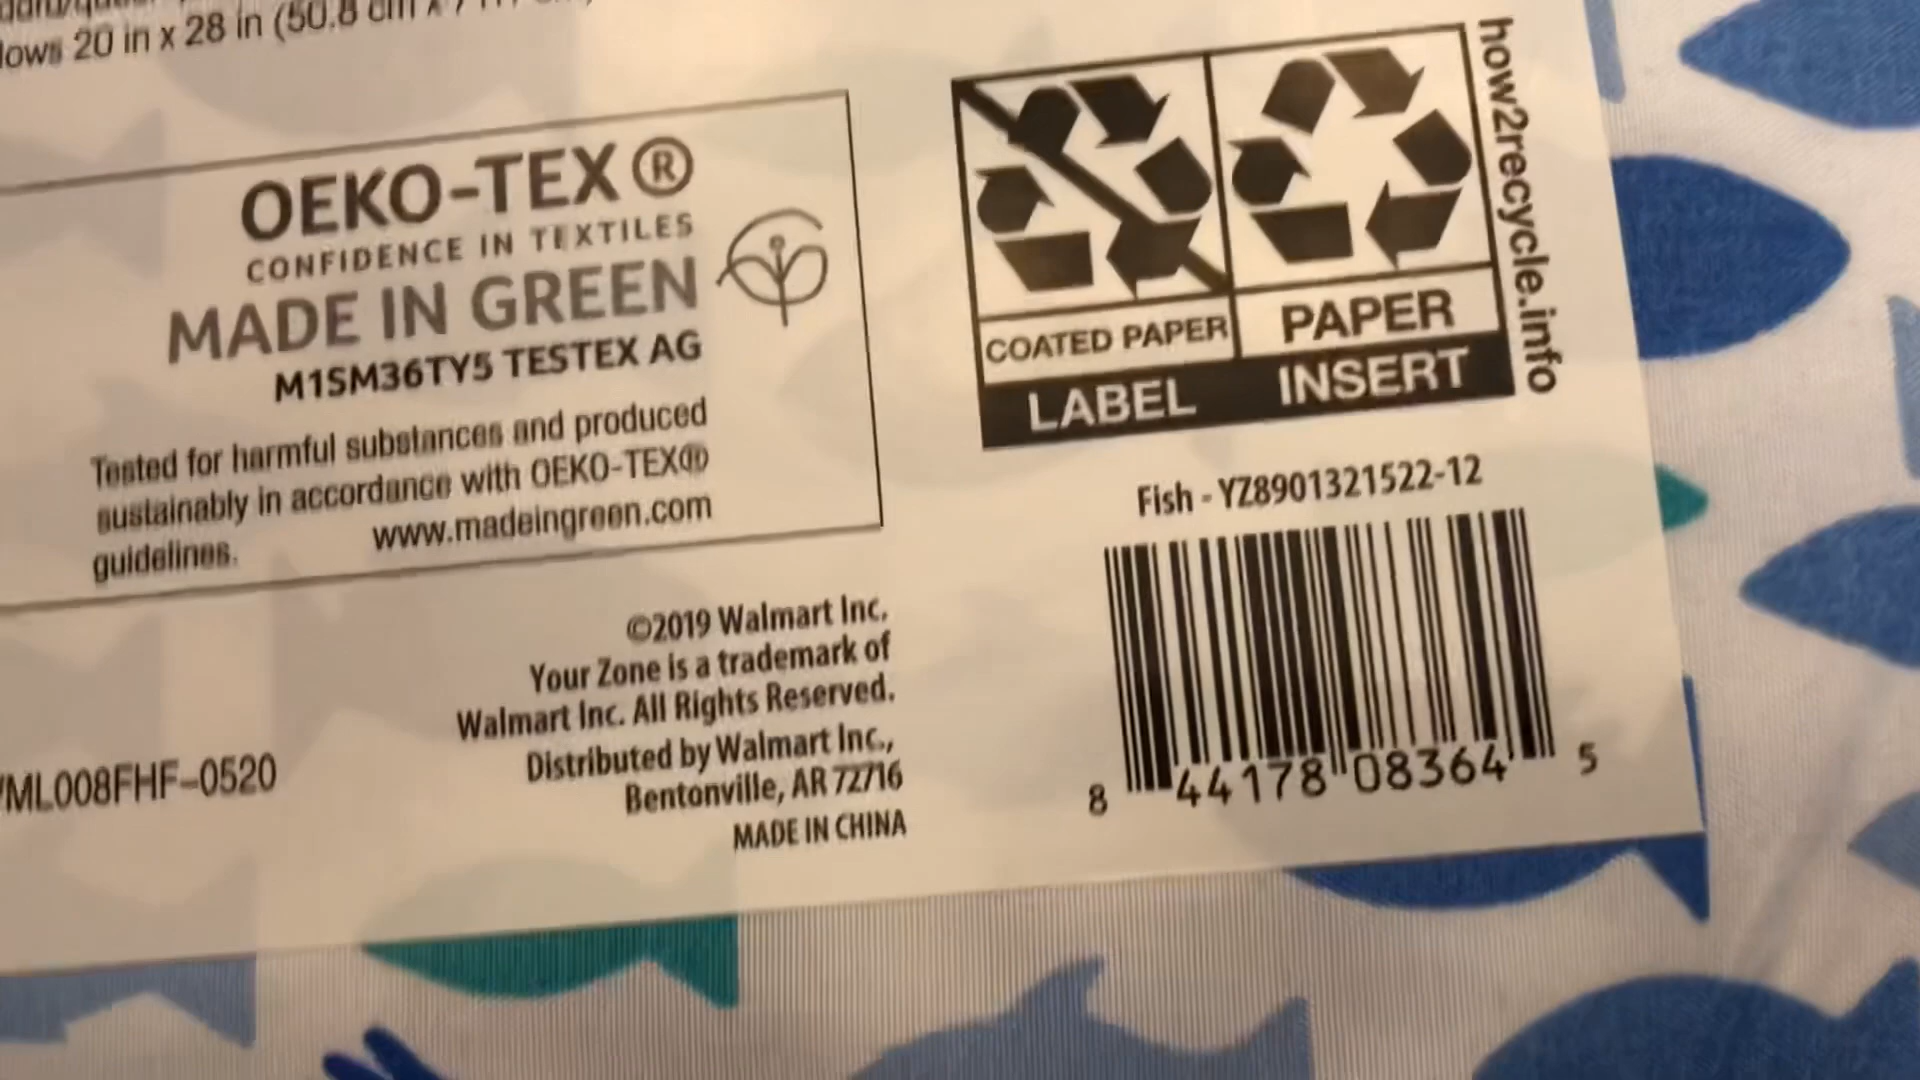 lows 20 in x 28 in (50.8 cm x
OEKO-TEX®
CONFIDENCE IN TEXTILES
MADE IN GREEN
M1SM36TY5 TESTEX AG
Tested for harmful substances and produced
sustainably in accordance with OEKO-TEX®
guidelines.
www.madeingreen.com
©2019 Walmart Inc.
Your Zone is a trademark of
Walmart Inc. All Rights Reserved.
Distributed by Walmart Inc.,
Bentonville, AR 72716
MADE IN CHINA
ML008FHF-0520
COATED PAPER
PAPER
LABEL
INSERT
how2recycle.info
Fish - YZ8901321522-12
8 44178 08364 5